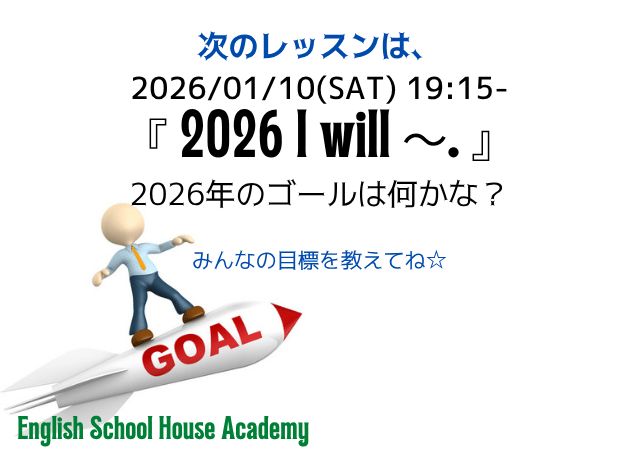 次のレッスンは、
2026/01/10(SAT) 19:15-
『 2026 I will ～. 』
2026年のゴールは何かな？
みんなの目標を教えてね☆
GOAL
English School House Academy